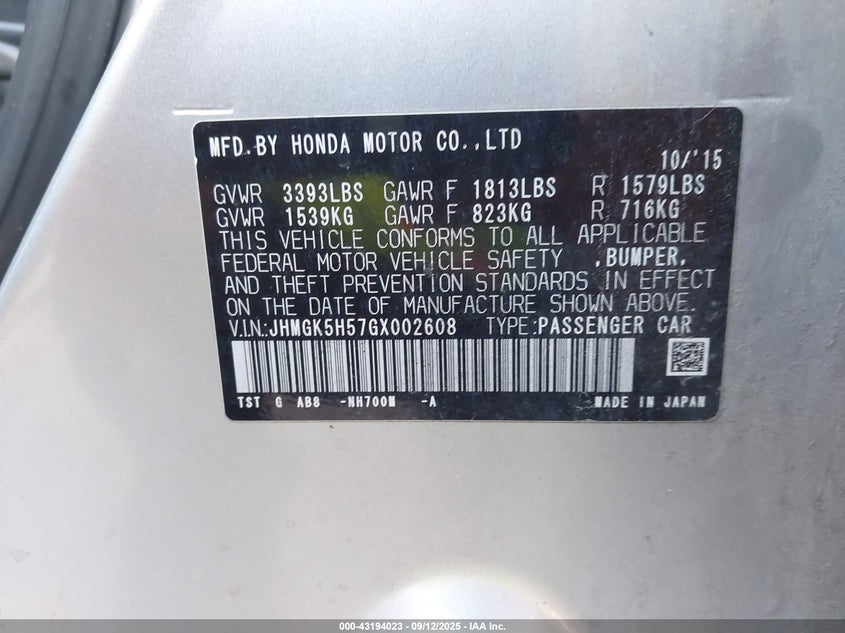 MFD.BY HONDA MOTOR CO.,LTD
10/'15
GVWR 3393LBS GAWR F 1813LBS R 1579LBS
GVWR 1539KG GAWR F 823KG R 716KG
THIS VEHICLE CONFORMS TO ALL APPLICABLE
FEDERAL MOTOR VEHICLE SAFETY ,BUMPER,
AND THEFT PREVENTION STANDARDS IN EFFECT
ON THE DATE OF MANUFACTURE SHOWN ABOVE.
V.I.N:JHMGK5H57GX002608 TYPE:PASSENGER CAR
TST G AB8 -NH700M -A MADE IN JAPAN
000-43194023 - 09/12/2025 - IAA Inc.